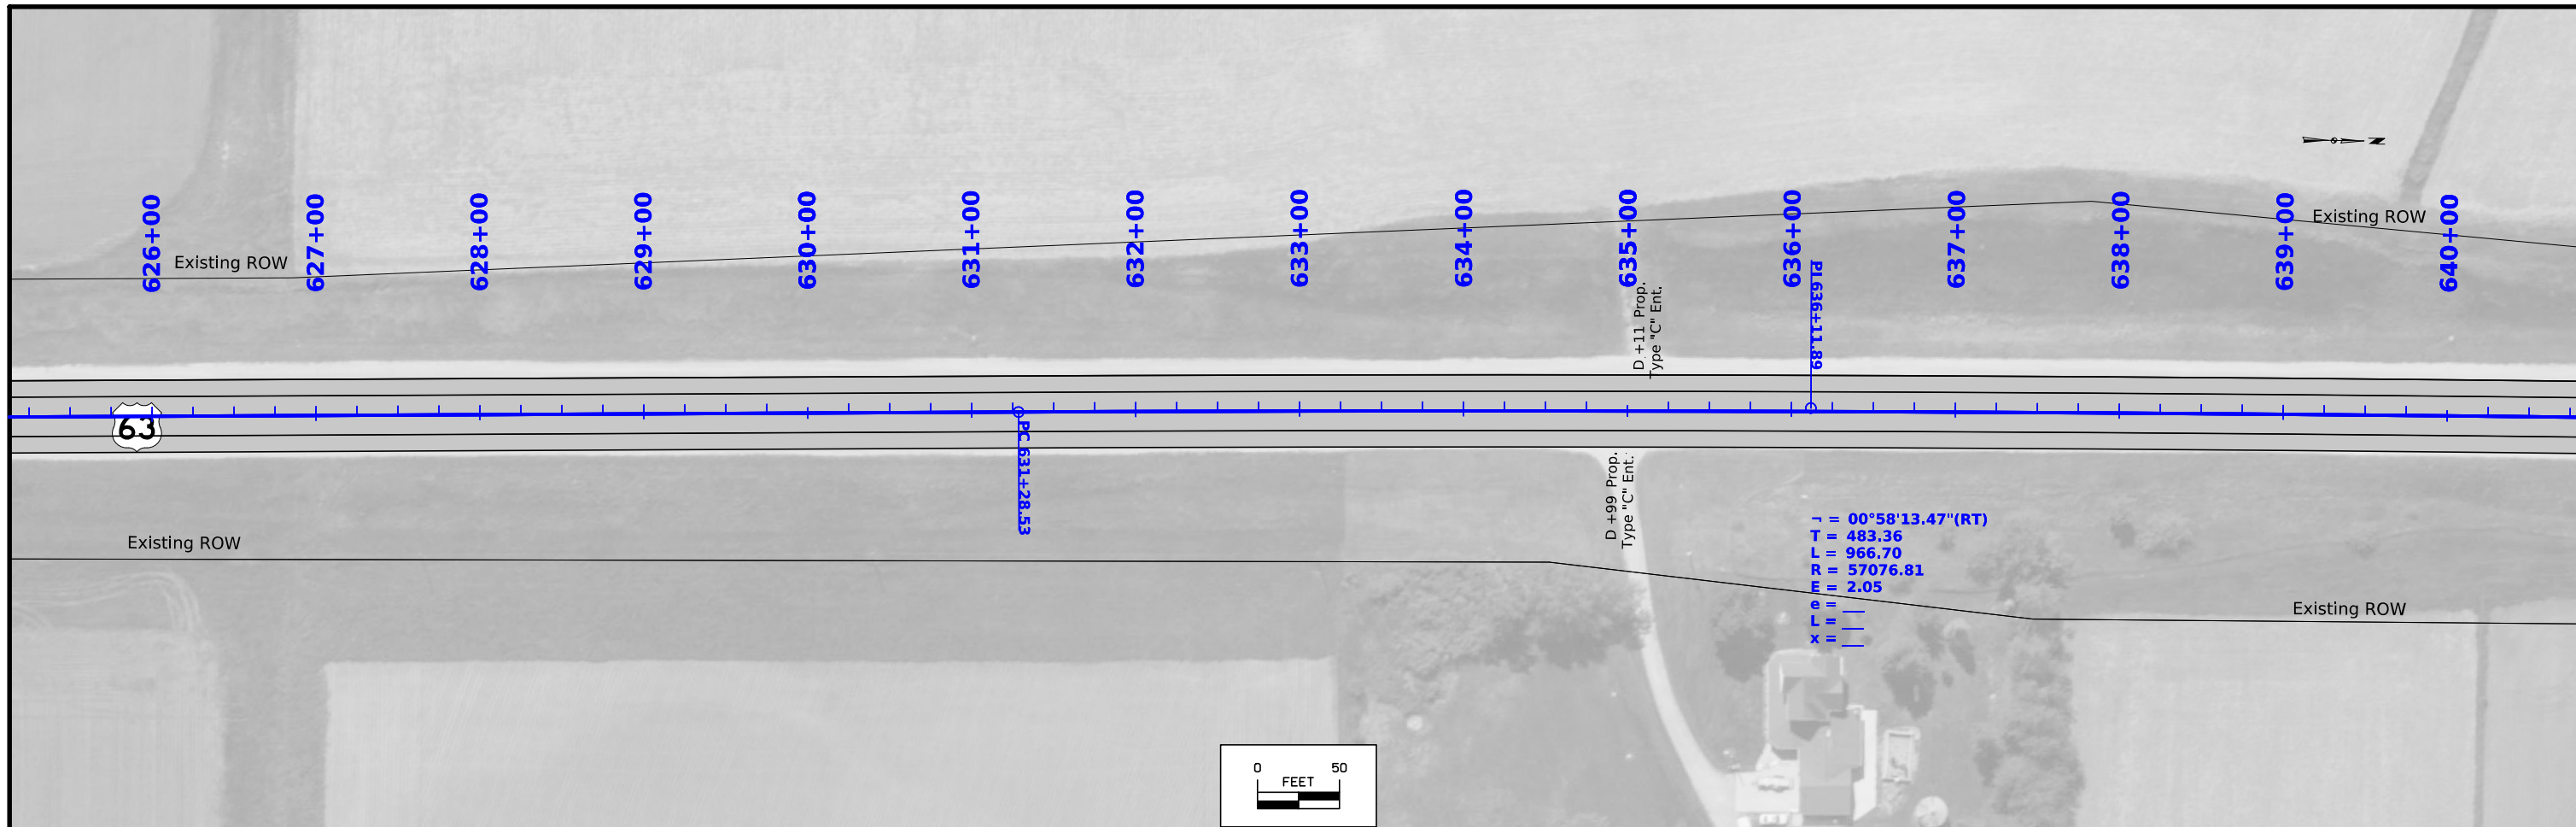 626+00
627+00
628+00
629+00
630+00
631+00
632+00
633+00
634+00
635+00
636+00
637+00
638+00
639+00
640+00
N
Existing ROW
Existing ROW
D +11 Prop.
Type "C" Ent.
PI 636+11.89
63
PC 631+28.53
D +99 Prop.
Type "C" Ent.
¬ = 00°58'13.47"(RT)
T = 483.36
L = 966.70
R = 57076.81
E = 2.05
e = ___
L = ___
x = ___
Existing ROW
Existing ROW
0 50
FEET